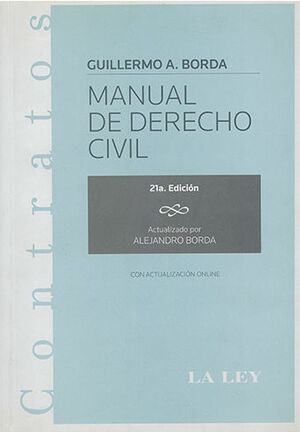 Contratos
GUILLERMO A. BORDA
MANUAL
DE DERECHO
CIVIL
21a. Edición
Actualizado por
ALEJANDRO BORDA
CON ACTUALIZACIÓN ONLINE
LA LEY